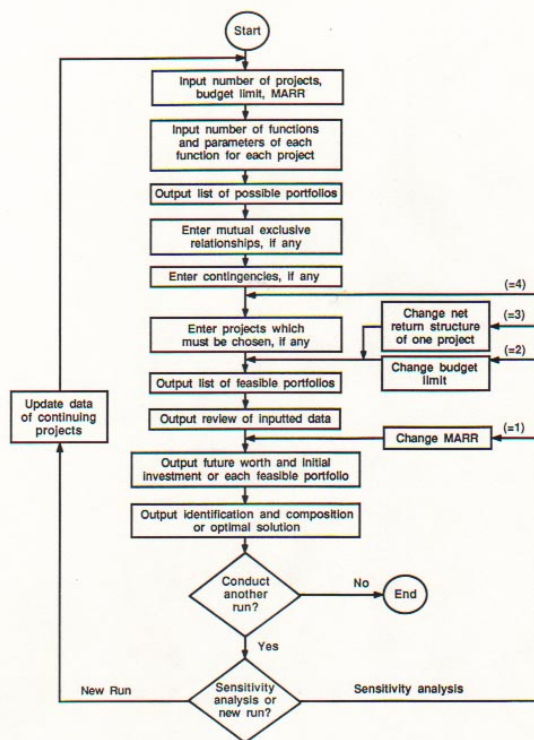 Start
Input number of projects,
budget limit, MARR
Input number of functions
and parameters of each
function for each project
Output list of possible portfolios
Enter mutual exclusive
relationships, if any
Enter contingencies, if any
(=4)
Enter projects which
must be chosen, if any
Change net
return structure
of one project
(=3)
(=2)
Change budget
limit
Output list of feasible portfolios
Update data
of continuing
projects
Output review of inputted data
(=1)
Change MARR
Output future worth and initial
investment or each feasible portfolio
Output identification and composition
or optimal solution
Conduct
another
run?
No
End
Yes
New Run
Sensitivity
analysis or
new run?
Sensitivity analysis